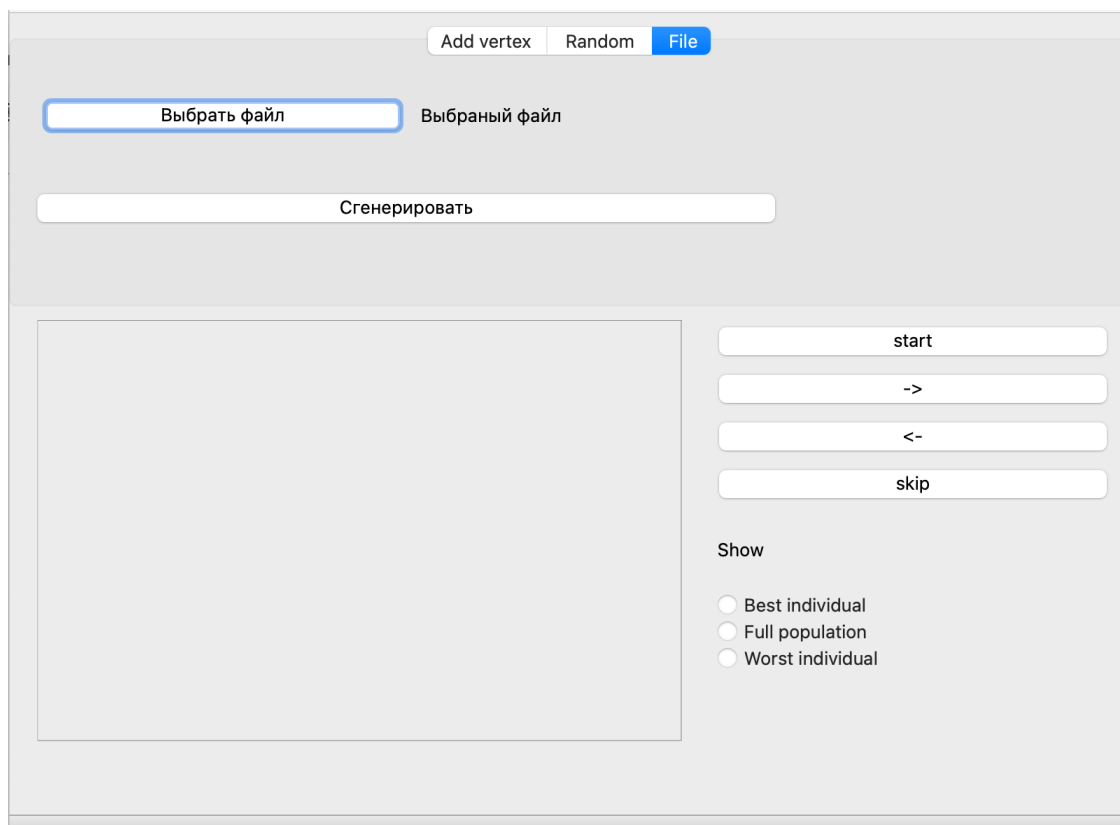 Add vertex Random File
Выбрать файл Выбраный файл
Сгенерировать
start
->
<-
skip
Show
Best individual
Full population
Worst individual